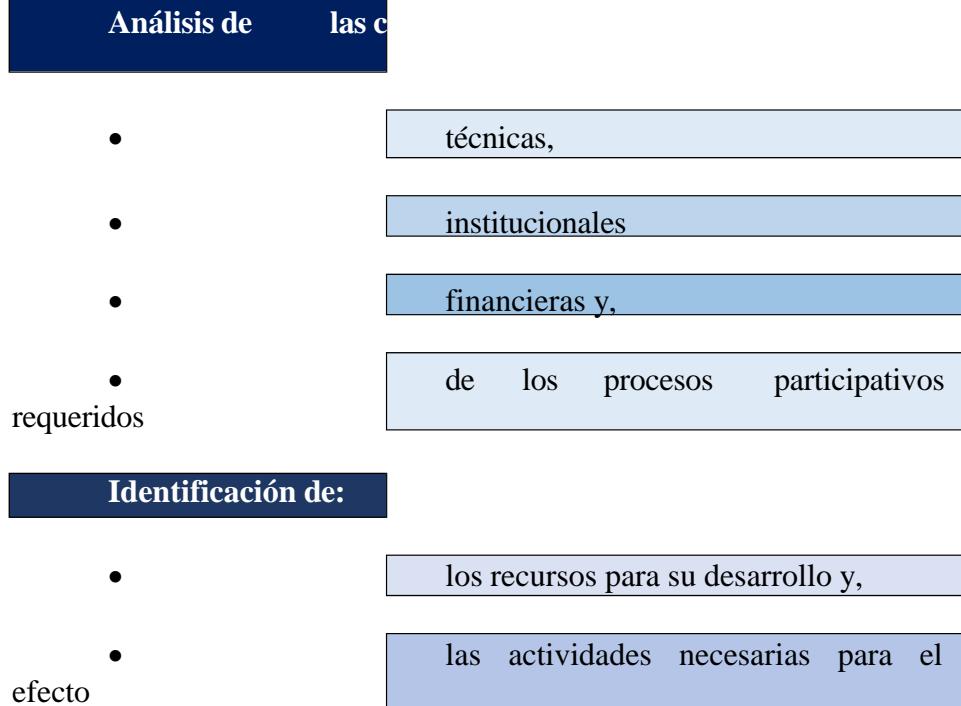 Análisis de las c
• técnicas,
• institucionales
• financieras y,
• de los procesos participativos
requeridos
Identificación de:
• los recursos para su desarrollo y,
• las actividades necesarias para el
efecto